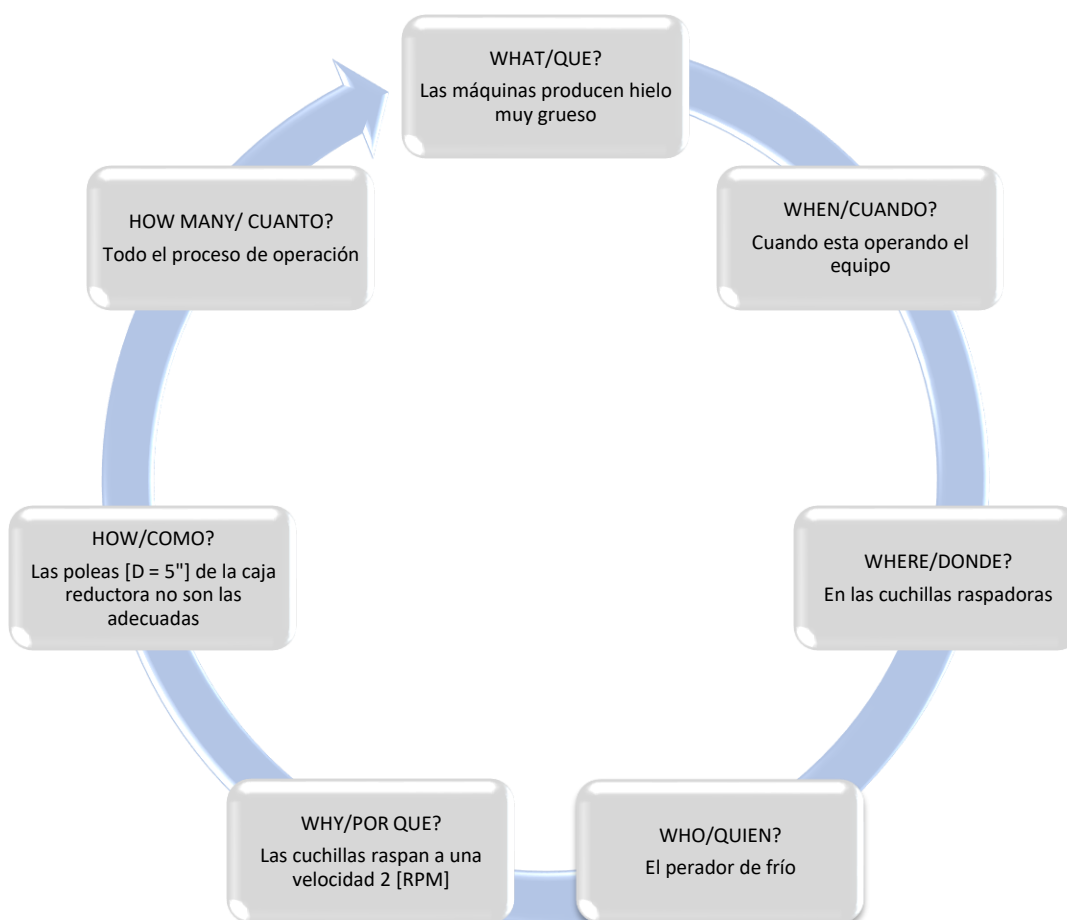 WHAT/QUE?
Las máquinas producen hielo
muy grueso
WHEN/CUANDO?
Cuando esta operando el
equipo
WHERE/DONDE?
En las cuchillas raspadoras
WHO/QUIEN?
El perador de frío
WHY/POR QUE?
Las cuchillas raspan a una
velocidad 2 [RPM]
HOW/COMO?
Las poleas [D = 5"] de la caja
reductora no son las
adecuadas
HOW MANY/ CUANTO?
Todo el proceso de operación